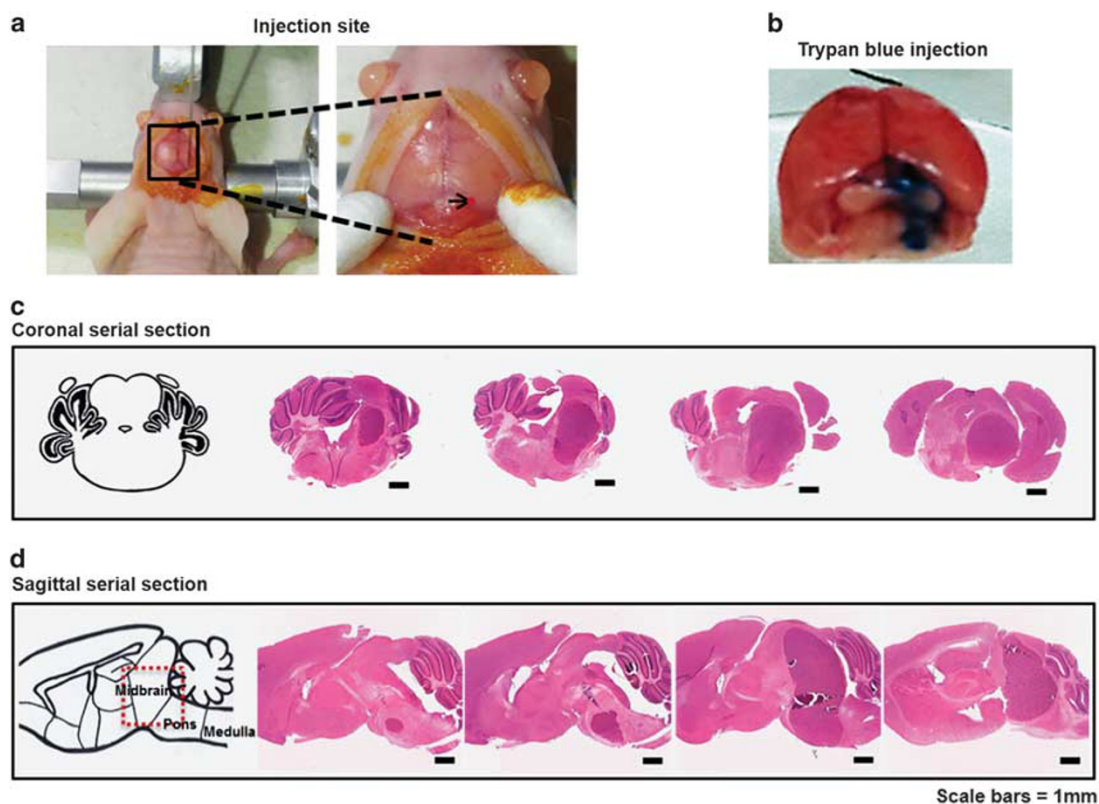 a
Injection site
b
Trypan blue injection
c
Coronal serial section
d
Sagittal serial section
Midbrain
Pons
Medulla
Scale bars = 1mm